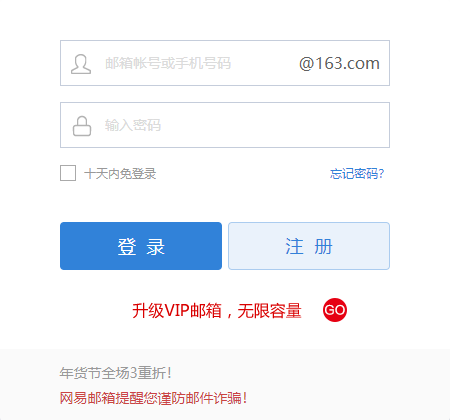 邮箱帐号或手机号码 @163.com
输入密码
十天内免登录 忘记密码?
登 录 注 册
升级VIP邮箱，无限容量 GO
年货节全场3重折!
网易邮箱提醒您谨防邮件诈骗!